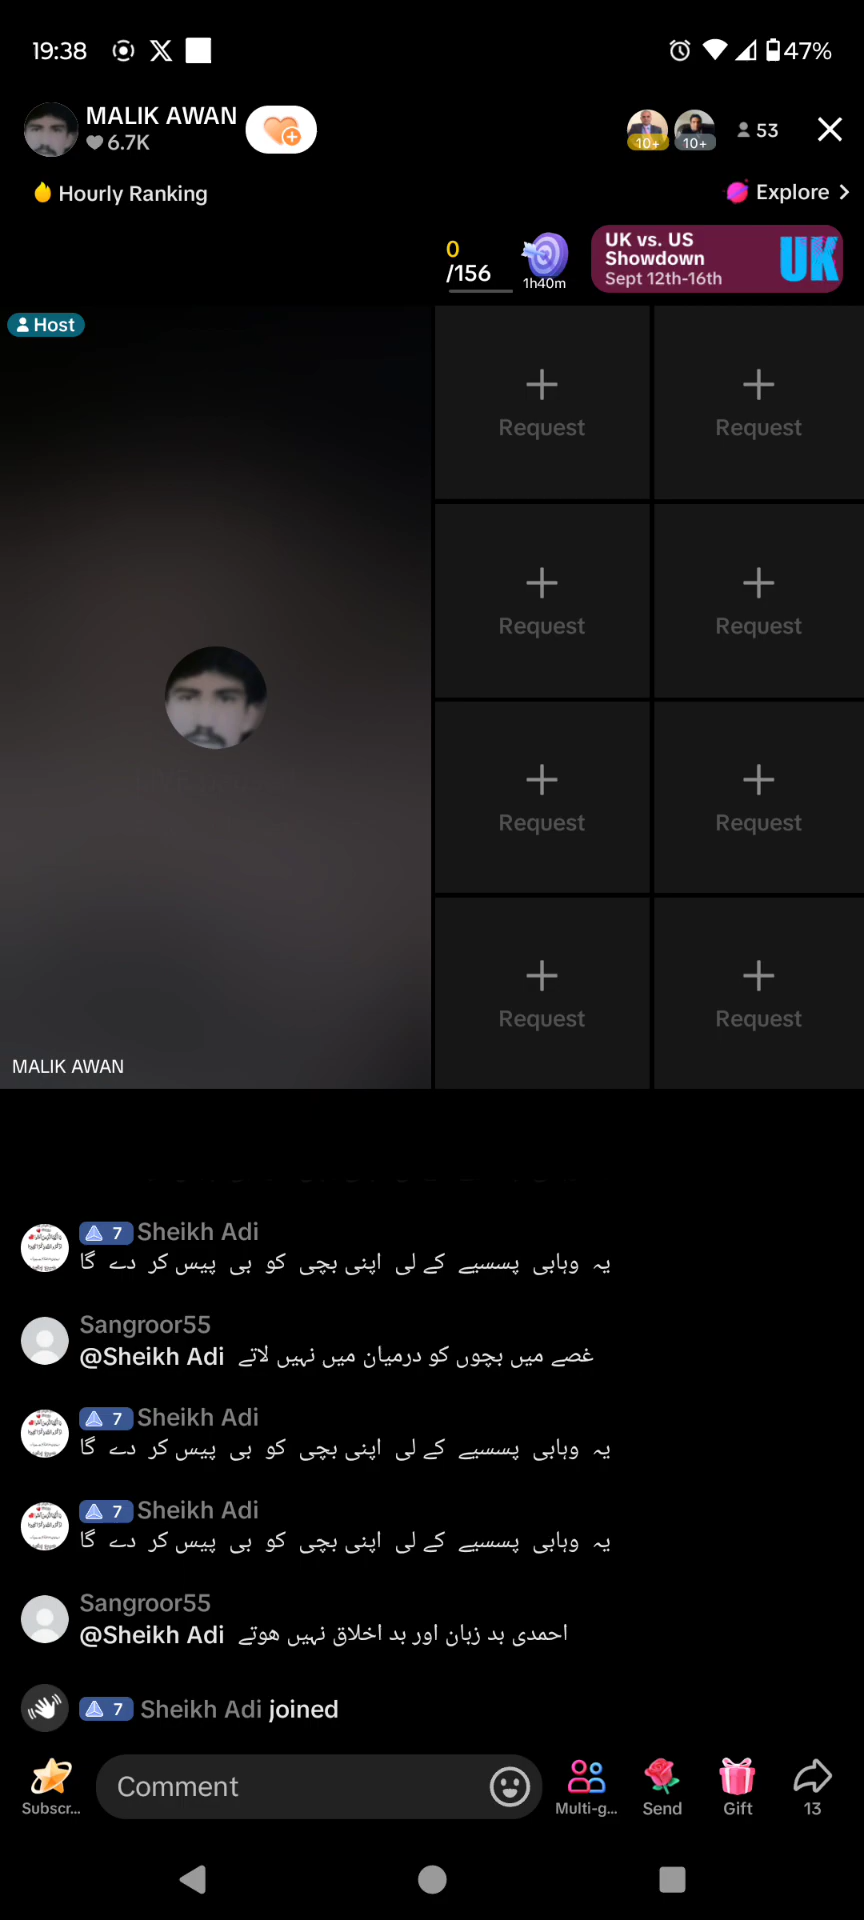 19:38
47%
MALIK AWAN
6.7K
10+
10+
53
Hourly Ranking
Explore
0
/156
1h40m
UK vs. US
Showdown
Sept 12th-16th
UK
Host
Request
Request
Request
Request
Request
Request
Request
Request
MALIK AWAN
7 Sheikh Adi
یہ وہابی پسسیے کے لی اپنی بچی کو بی پیس کر دے گا
Sangroor55
@Sheikh Adi غصے میں بچوں کو درمیان میں نہیں لاتے
7 Sheikh Adi
یہ وہابی پسسیے کے لی اپنی بچی کو بی پیس کر دے گا
7 Sheikh Adi
یہ وہابی پسسیے کے لی اپنی بچی کو بی پیس کر دے گا
Sangroor55
@Sheikh Adi احمدی بد زبان اور بد اخلاق نہیں ھوتے
7 Sheikh Adi joined
Comment
Subscr...
Multi-g...
Send
Gift
13